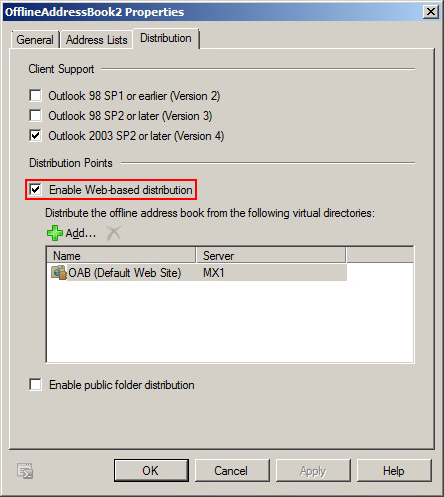 OfflineAddressBook2 Properties
General Address Lists Distribution
Client Support
Outlook 98 SP1 or earlier (Version 2)
Outlook 98 SP2 or later (Version 3)
Outlook 2003 SP2 or later (Version 4)
Distribution Points
Enable Web-based distribution
Distribute the offline address book from the following virtual directories:
Add...
Name Server
OAB (Default Web Site) MX1
Enable public folder distribution
OK Cancel Apply Help